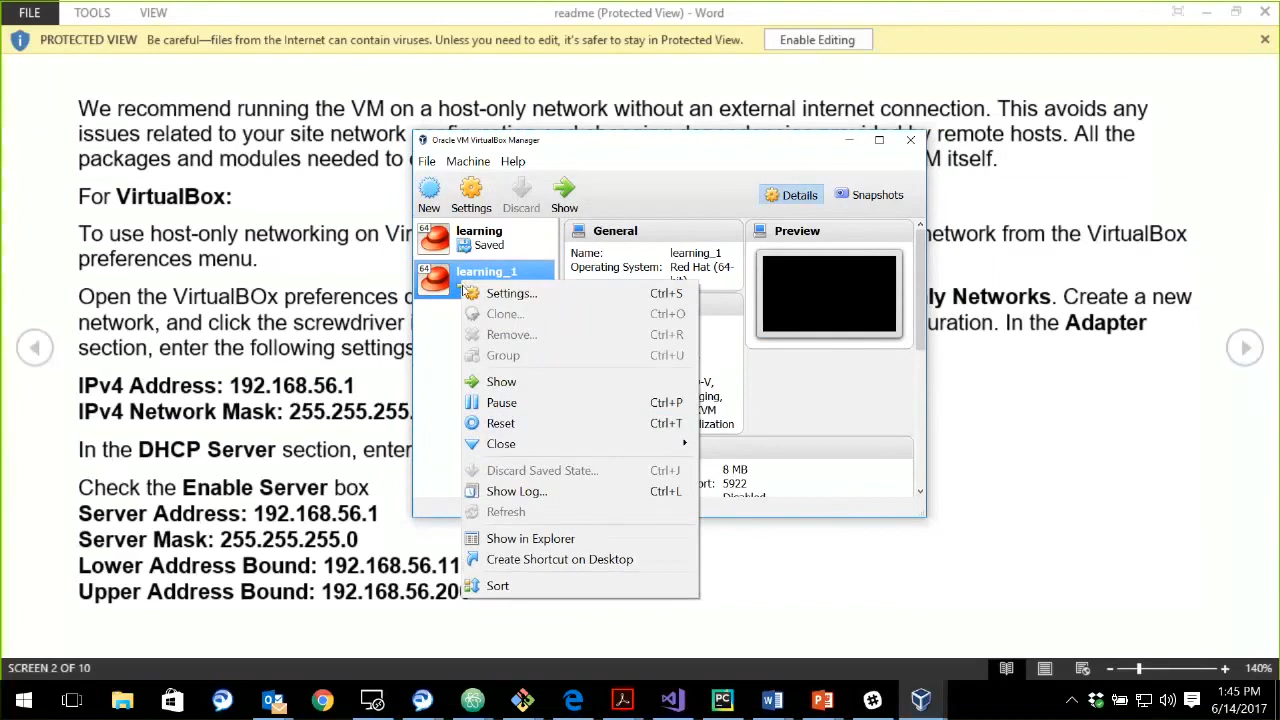 FILE TOOLS VIEW readme (Protected View) - Word
PROTECTED VIEW Be careful—files from the Internet can contain viruses. Unless you need to edit, it's safer to stay in Protected View. Enable Editing
We recommend running the VM on a host-only network without an external internet connection. This avoids any
issues related to your site network remote hosts. All the
packages and modules needed to itself.
For VirtualBox:
To use host-only networking on network from the VirtualBox
preferences menu.
Open the VirtualBOx preferences Networks. Create a new
network, and click the screwdriver In the Adapter
section, enter the following settings
IPv4 Address: 192.168.56.1
IPv4 Network Mask: 255.255.255.
In the DHCP Server section, enter
Check the Enable Server box
Server Address: 192.168.56.1
Server Mask: 255.255.255.0
Lower Address Bound: 192.168.56.11
Upper Address Bound: 192.168.56.20
Oracle VM VirtualBox Manager
File Machine Help
New Settings Discard Show Details Snapshots
64 learning
Saved
64 learning_1
General
Name: learning_1
Operating System: Red Hat (64-
Preview
Settings... Ctrl+S
Clone... Ctrl+O
Remove... Ctrl+R
Group Ctrl+U
Show
Pause Ctrl+P
Reset Ctrl+T
Close
Discard Saved State... Ctrl+J
Show Log... Ctrl+L
Refresh
Show in Explorer
Create Shortcut on Desktop
Sort
8 MB
5922
SCREEN 2 OF 10 140%
1:45 PM
6/14/2017